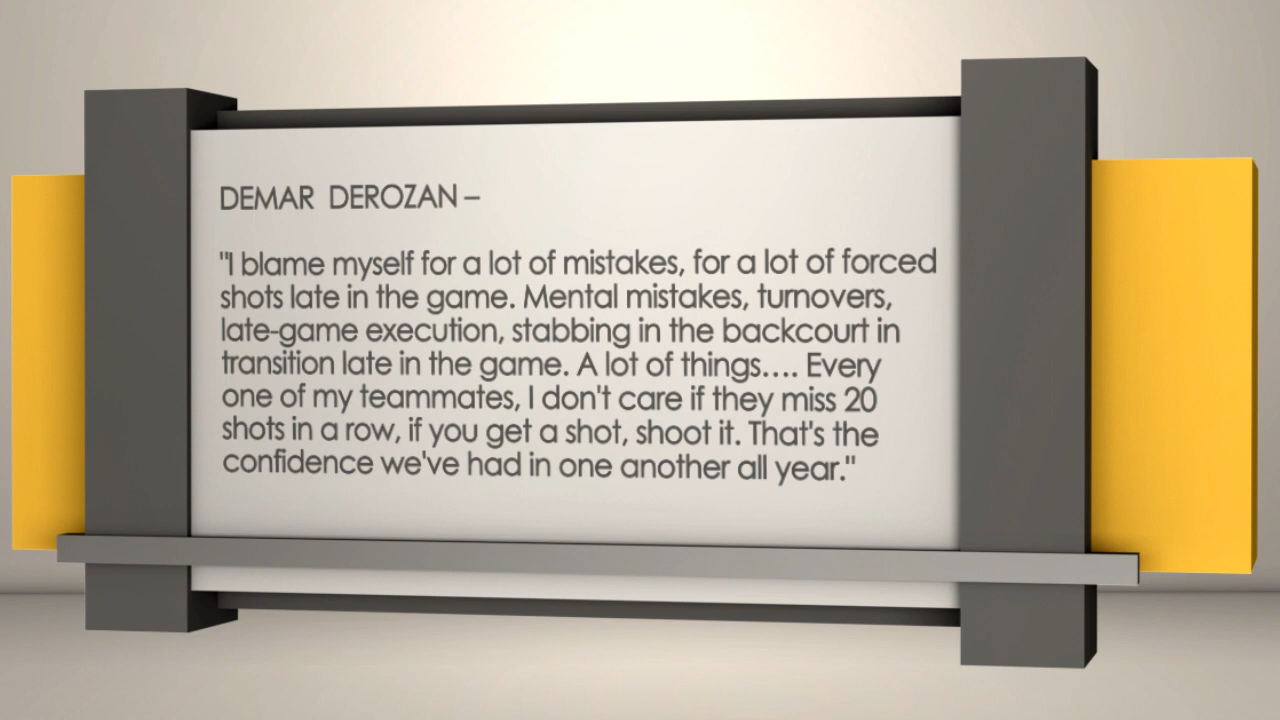 DEMAR DEROZAN –
"I blame myself for a lot of mistakes, for a lot of forced
shots late in the game. Mental mistakes, turnovers,
late-game execution, stabbing in the backcourt in
transition late in the game. A lot of things.... Every
one of my teammates, I don't care if they miss 20
shots in a row, if you get a shot, shoot it. That's the
confidence we've had in one another all year."